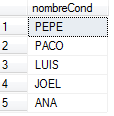 nombreCond
1 PEPE
2 PACO
3 LUIS
4 JOEL
5 ANA